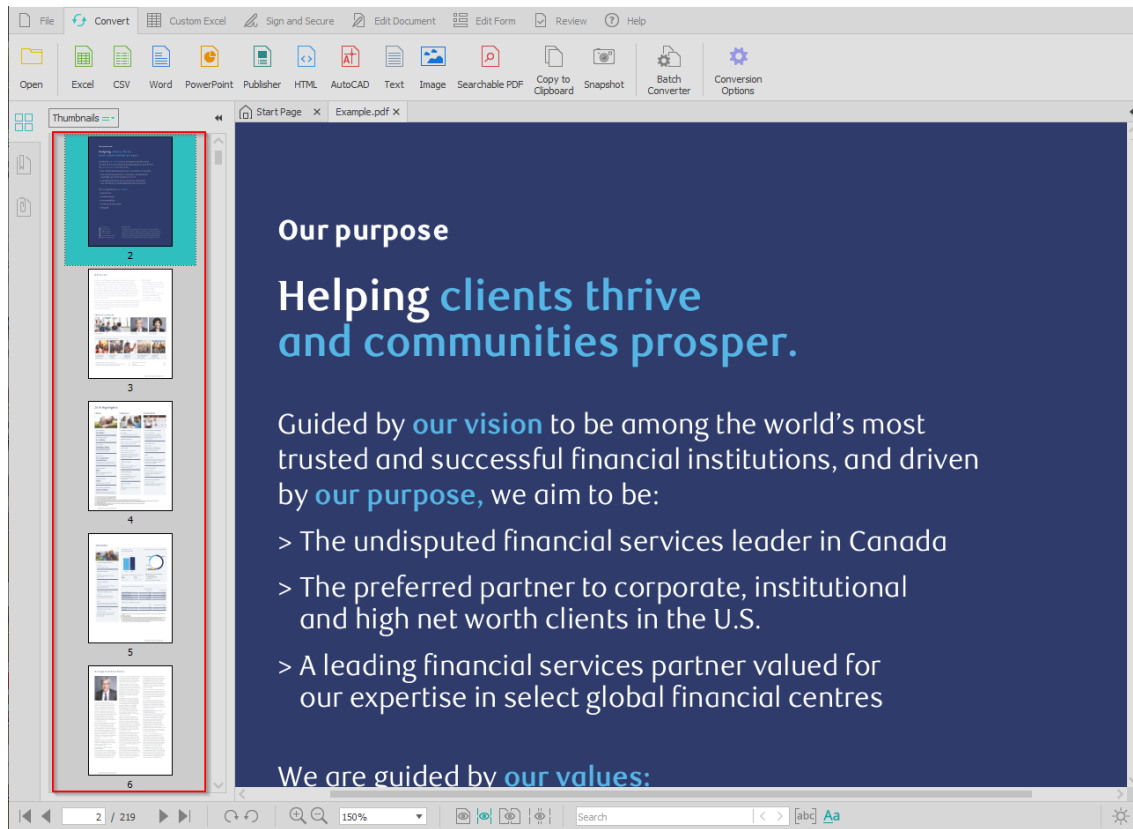 File Convert Custom Excel Sign and Secure Edit Document Edit Form Review Help
Open Excel CSV Word PowerPoint Publisher HTML AutoCAD Text Image Searchable PDF Copy to Clipboard Snapshot Batch Converter Conversion Options
Thumbnails
Start Page Example.pdf
2
3
4
5
6
Our purpose
Helping clients thrive
and communities prosper.
Guided by our vision to be among the world's most
trusted and successful financial institutions, and driven
by our purpose, we aim to be:
> The undisputed financial services leader in Canada
> The preferred partner to corporate, institutional
and high net worth clients in the U.S.
> A leading financial services partner valued for
our expertise in select global financial centres
We are guided by our values:
2 / 219 150% Search [abc] Aa